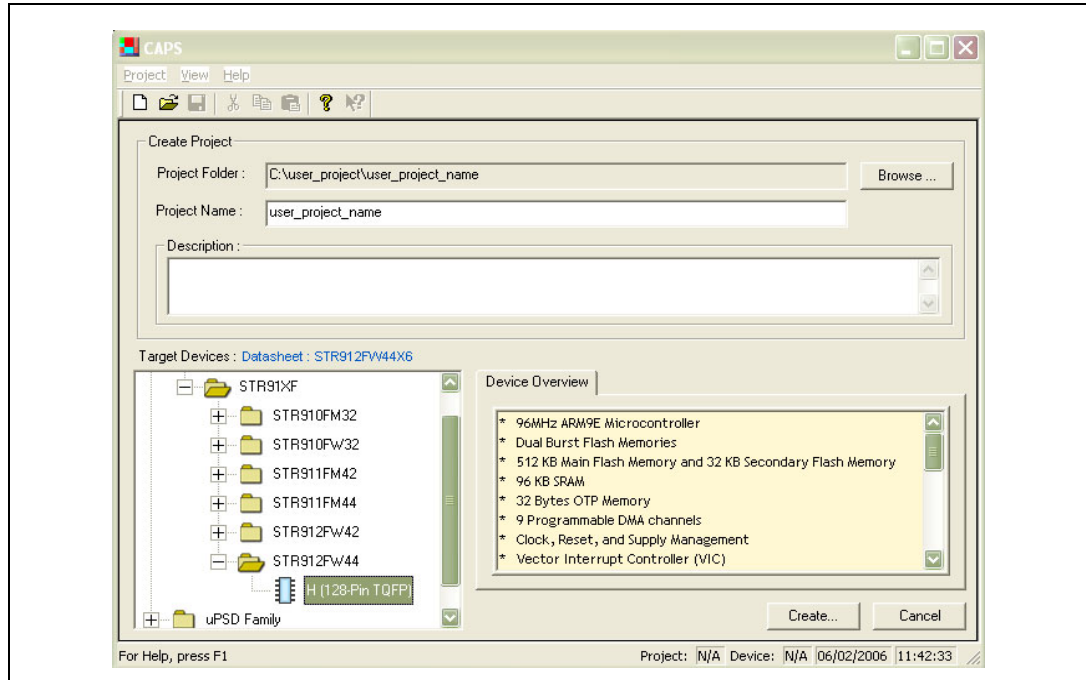 CAPS
Project View Help
Create Project
Project Folder : C:\user_project\user_project_name Browse ...
Project Name : user_project_name
Description :
Target Devices : Datasheet : STR912FW44X6
STR91XF
STR910FM32
STR910FW32
STR911FM42
STR911FM44
STR912FW42
STR912FW44
H (128-Pin TQFP)
uPSD Family
Device Overview
* 96MHz ARM9E Microcontroller
* Dual Burst Flash Memories
* 512 KB Main Flash Memory and 32 KB Secondary Flash Memory
* 96 KB SRAM
* 32 Bytes OTP Memory
* 9 Programmable DMA channels
* Clock, Reset, and Supply Management
* Vector Interrupt Controller (VIC)
Create... Cancel
For Help, press F1 Project: N/A Device: N/A 06/02/2006 11:42:33